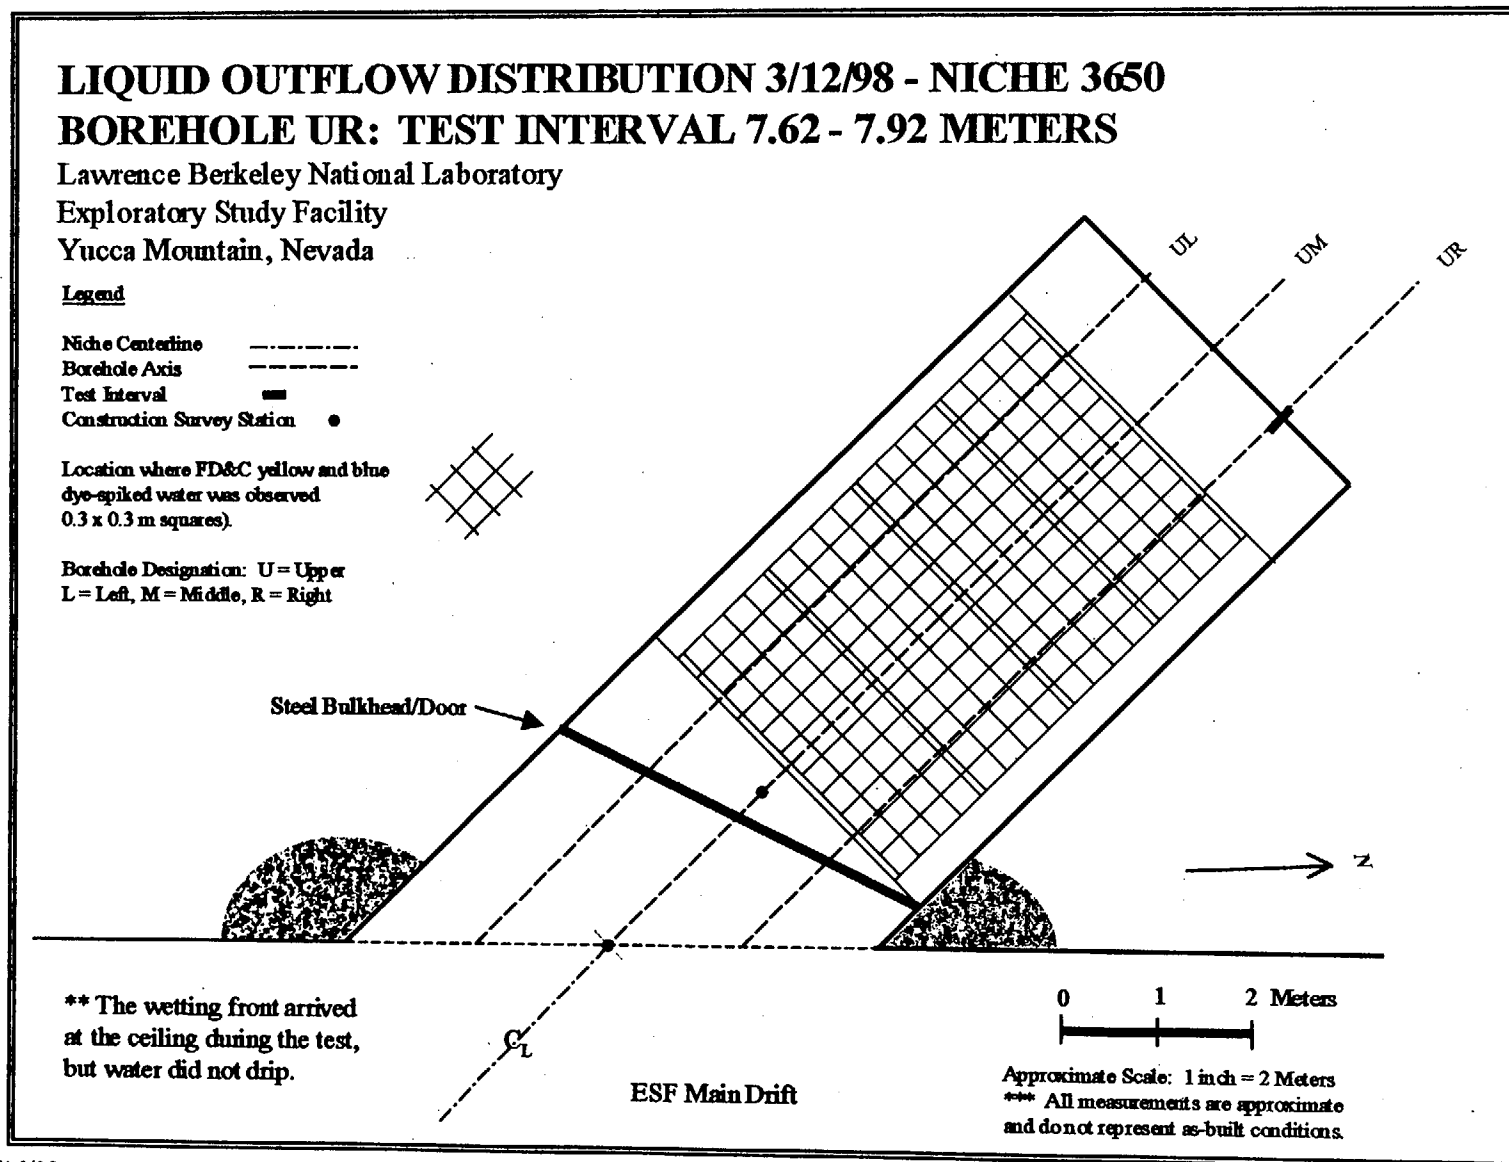 LIQUID OUTFLOW DISTRIBUTION 3/12/98 - NICHE 3650
BOREHOLE UR: TEST INTERVAL 7.62 - 7.92 METERS
Lawrence Berkeley National Laboratory
Exploratory Study Facility
Yucca Mountain, Nevada
Legend
Niche Centerline
Borehole Axis
Test Interval
Construction Survey Station
Location where FD&C yellow and blue
dye-spiked water was observed
0.3 x 0.3 m squares).
Borehole Designation: U = Upper
L = Left, M = Middle, R = Right
UL
UM
UR
Steel Bulkhead/Door
N
** The wetting front arrived
at the ceiling during the test,
but water did not drip.
CL
ESF Main Drift
0 1 2 Meters
Approximate Scale: 1 inch = 2 Meters
*** All measurements are approximate
and do not represent as-built conditions.